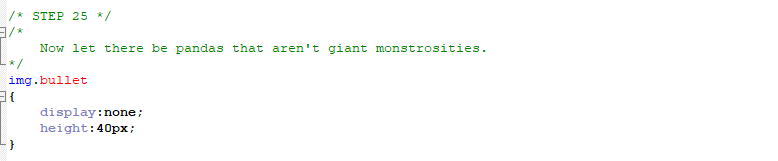 /* STEP 25 */
/*
Now let there be pandas that aren't giant monstrosities.
*/
img.bullet
{
display:none;
height:40px;
}